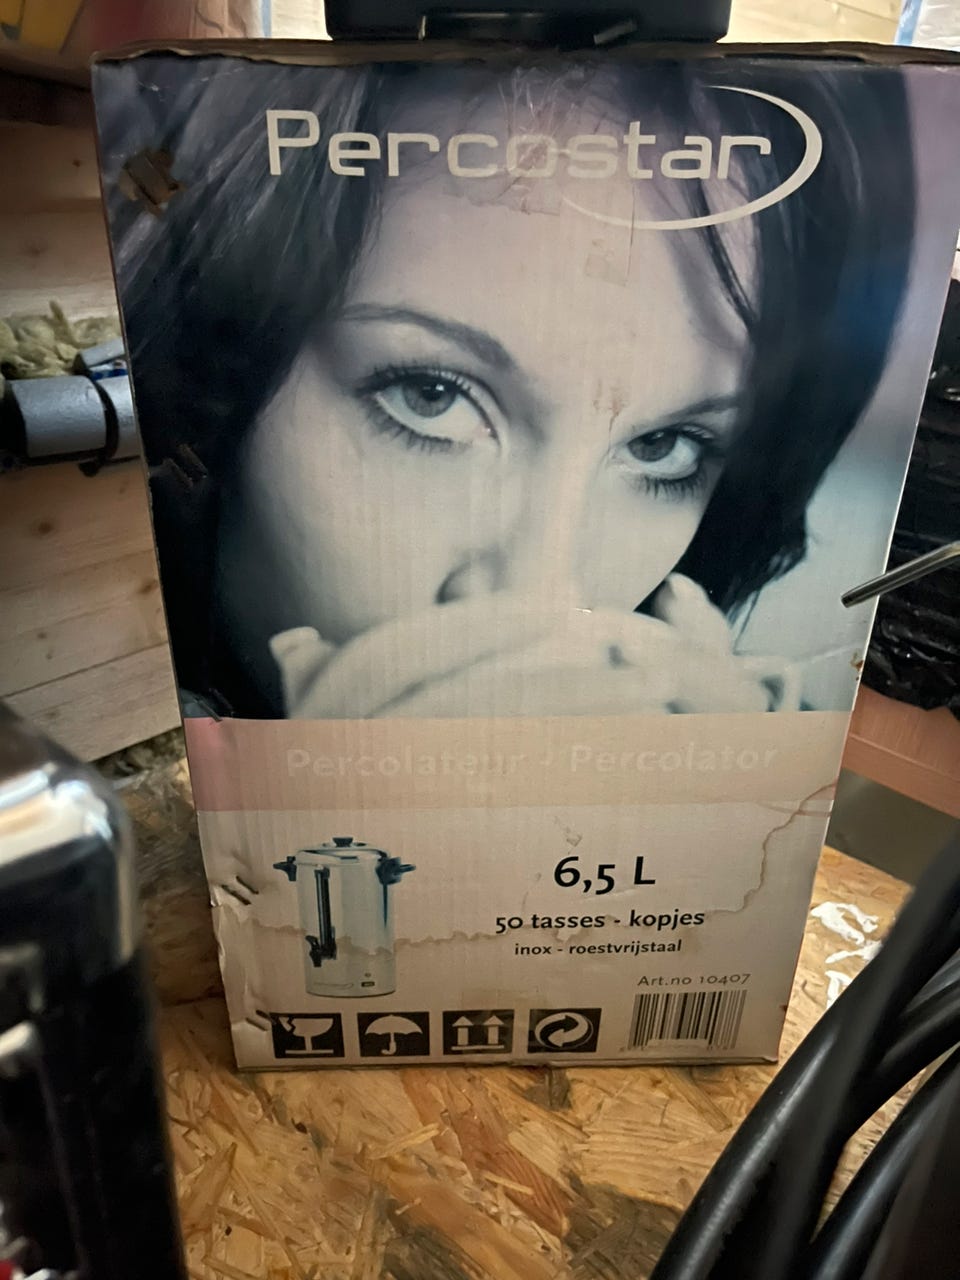 Percostar
Percolateur - Percolator
6,5 L
50 tasses - kopjes
inox - roestvrijstaal
Art.no 10407